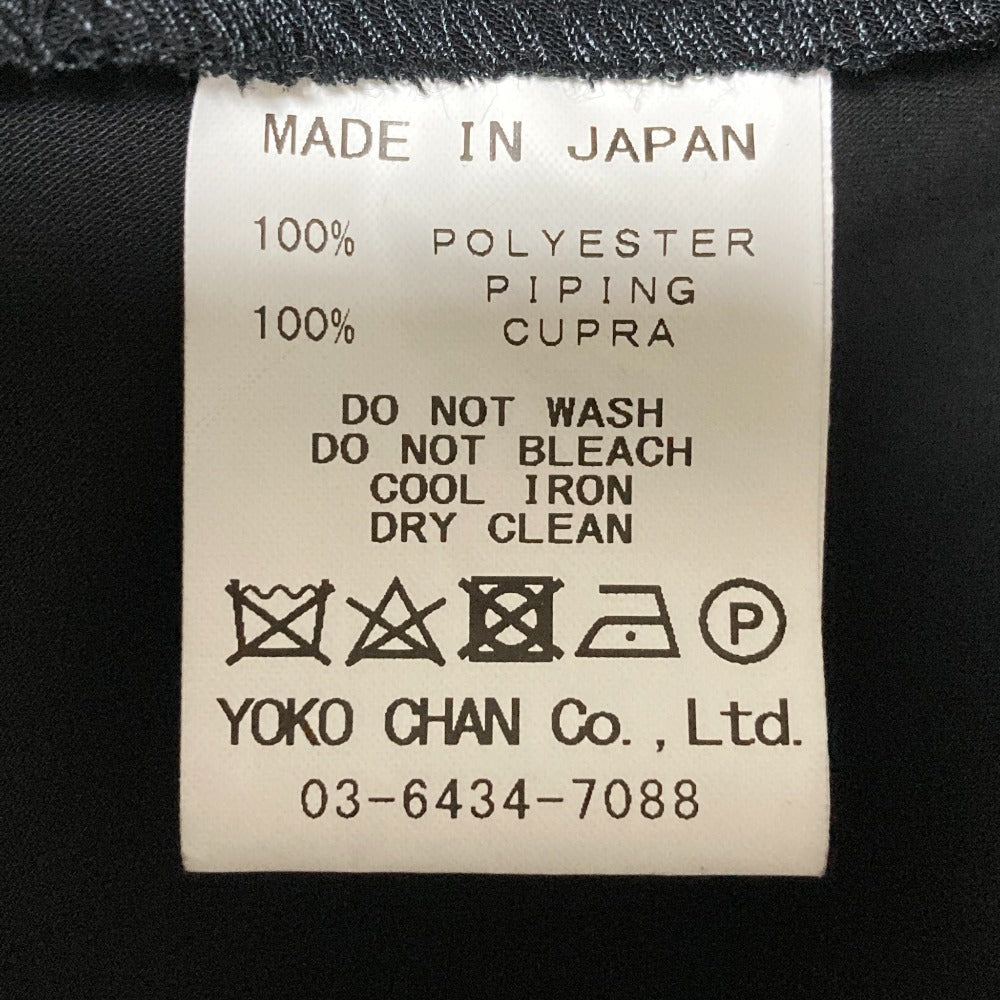 MADE IN JAPAN
100% POLYESTER
PIPING
100% CUPRA
DO NOT WASH
DO NOT BLEACH
COOL IRON
DRY CLEAN
P
YOKO CHAN Co.,Ltd.
03-6434-7088